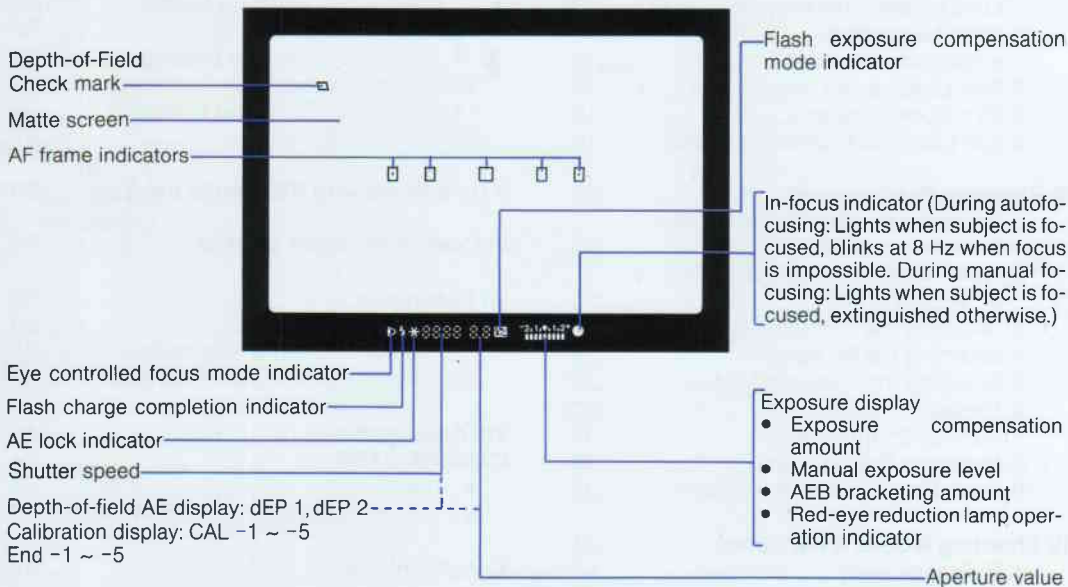 Depth-of-Field
Check mark
Matte screen
AF frame indicators
Eye controlled focus mode indicator
Flash charge completion indicator
AE lock indicator
Shutter speed
Depth-of-field AE display: dEP 1, dEP 2
Calibration display: CAL −1 ~ −5
End −1 ~ −5
Flash exposure compensation
mode indicator
In-focus indicator (During autofo-
cusing: Lights when subject is fo-
cused, blinks at 8 Hz when focus
is impossible. During manual fo-
cusing: Lights when subject is fo-
cused, extinguished otherwise.)
Exposure display
● Exposure compensation
amount
● Manual exposure level
● AEB bracketing amount
● Red-eye reduction lamp oper-
ation indicator
Aperture value